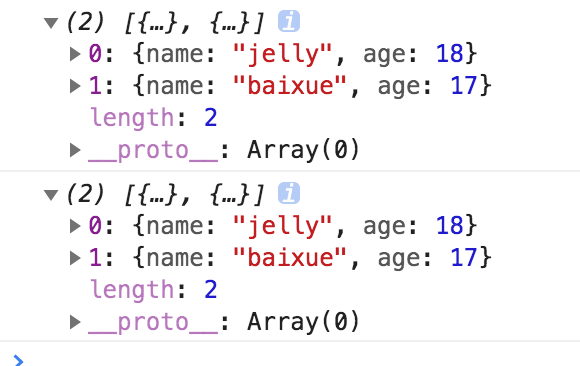 (2) [{…}, {…}] i
0: {name: "jelly", age: 18}
1: {name: "baixue", age: 17}
length: 2
__proto__: Array(0)
(2) [{…}, {…}] i
0: {name: "jelly", age: 18}
1: {name: "baixue", age: 17}
length: 2
__proto__: Array(0)